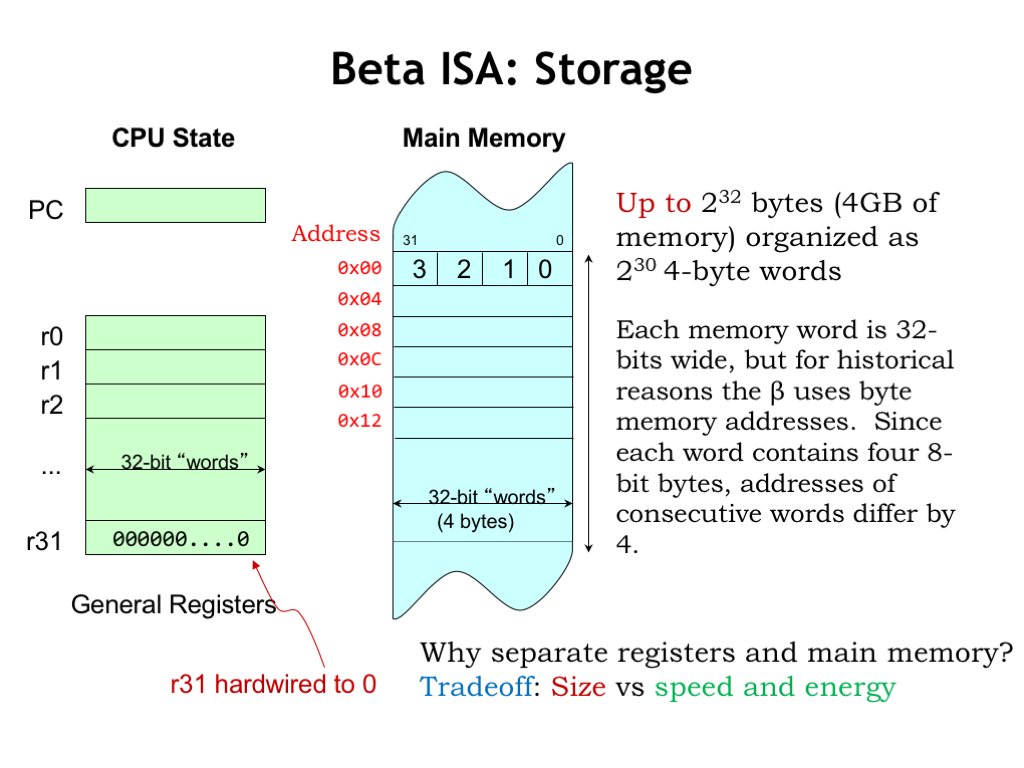 Beta ISA: Storage
CPU State
PC
r0
r1
r2
...
32-bit “words”
r31
000000....0
General Registers
r31 hardwired to 0
Main Memory
Address
31
0
0x00
3
2
1
0
0x04
0x08
0x0C
0x10
0x12
32-bit “words”
(4 bytes)
Up to 2³² bytes (4GB of
memory) organized as
2³⁰ 4-byte words
Each memory word is 32-
bits wide, but for historical
reasons the β uses byte
memory addresses. Since
each word contains four 8-
bit bytes, addresses of
consecutive words differ by
4.
Why separate registers and main memory?
Tradeoff: Size vs speed and energy